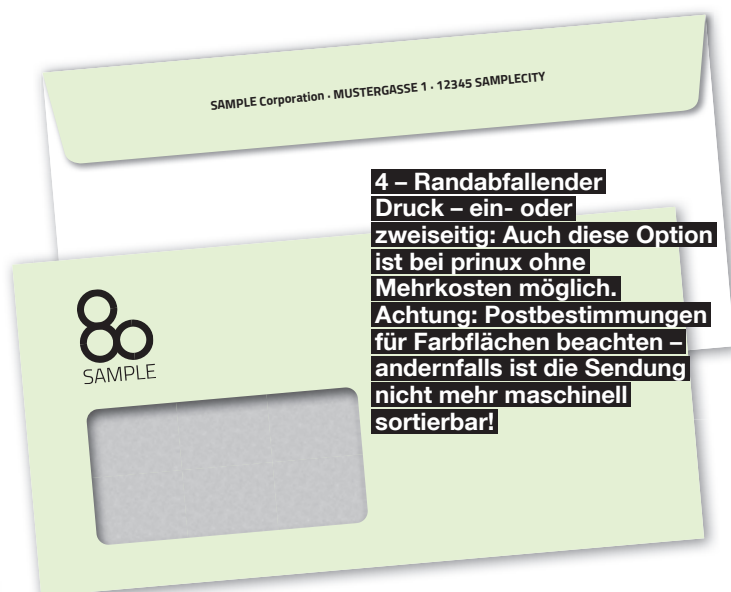 SAMPLE Corporation · MUSTERGASSE 1 · 12345 SAMPLECITY
4 – Randabfallender
Druck – ein- oder
zweiseitig: Auch diese Option
ist bei prinux ohne
Mehrkosten möglich.
Achtung: Postbestimmungen
für Farbflächen beachten –
andernfalls ist die Sendung
nicht mehr maschinell
sortierbar!
SAMPLE